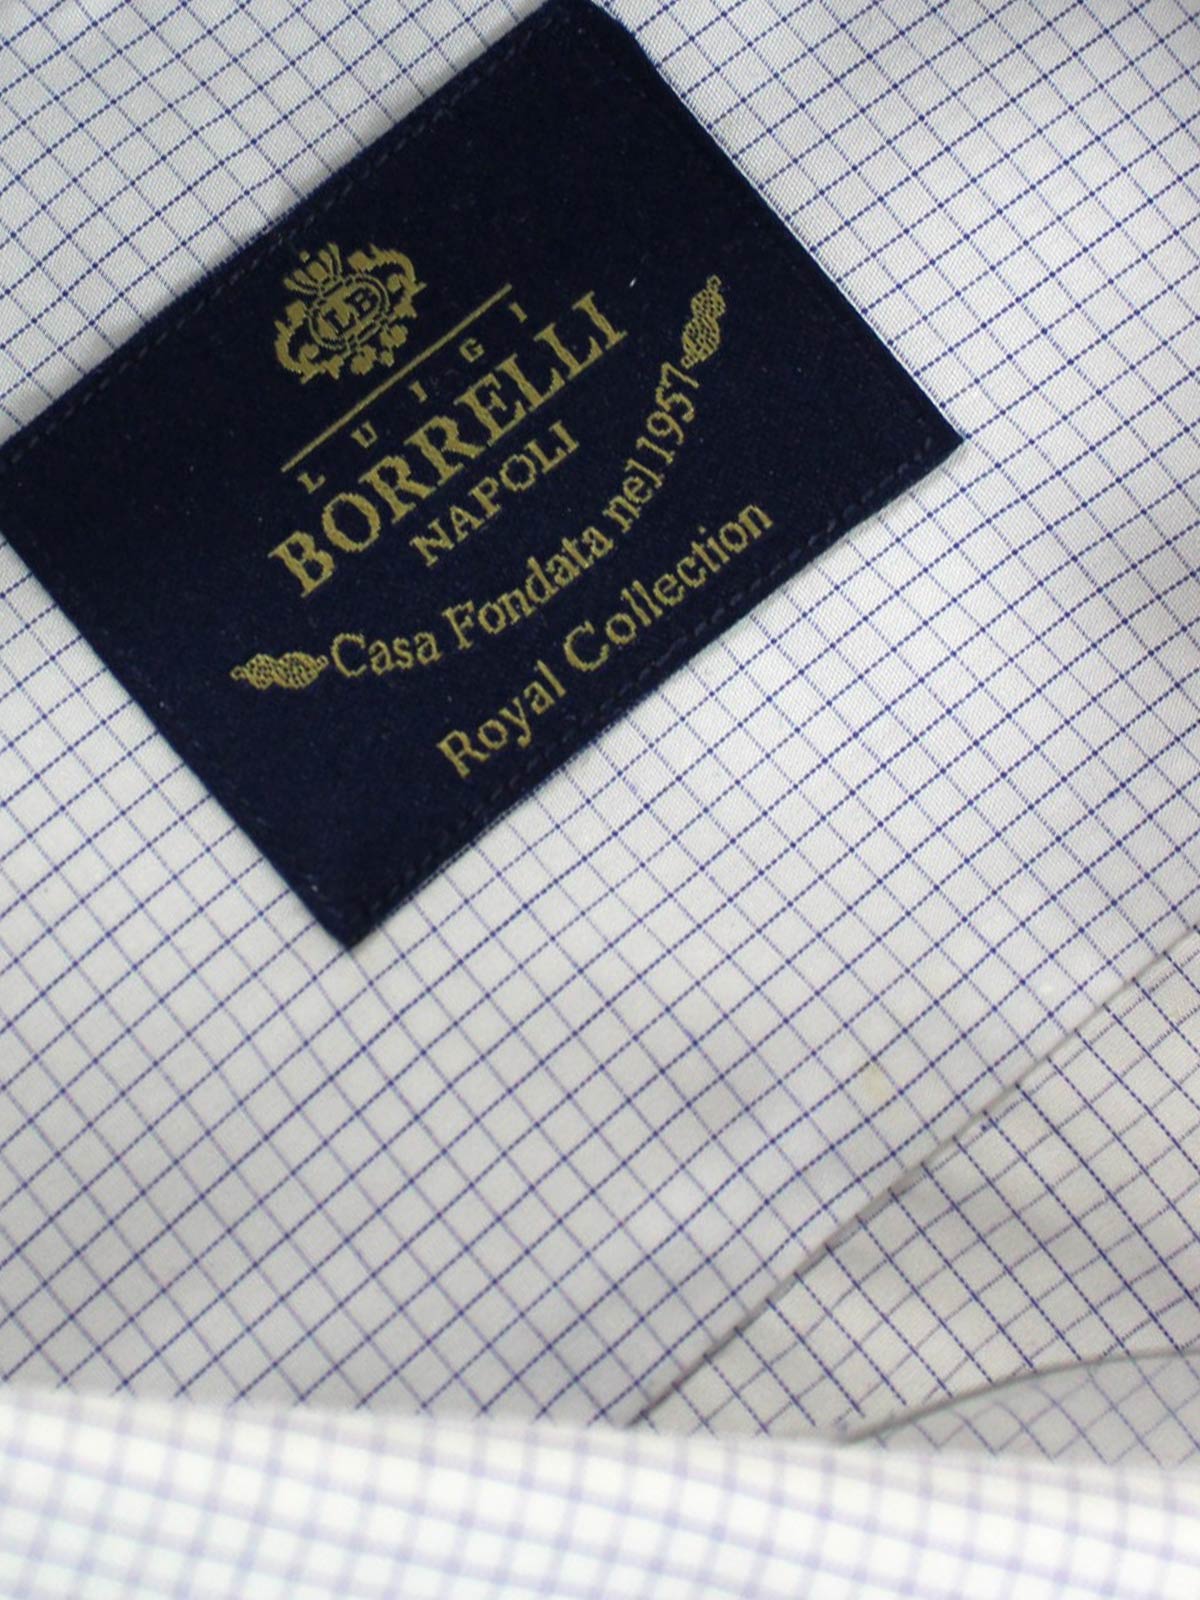 LB
LUIGI
BORRELLI
NAPOLI
Casa Fondata nel 1957
Royal Collection